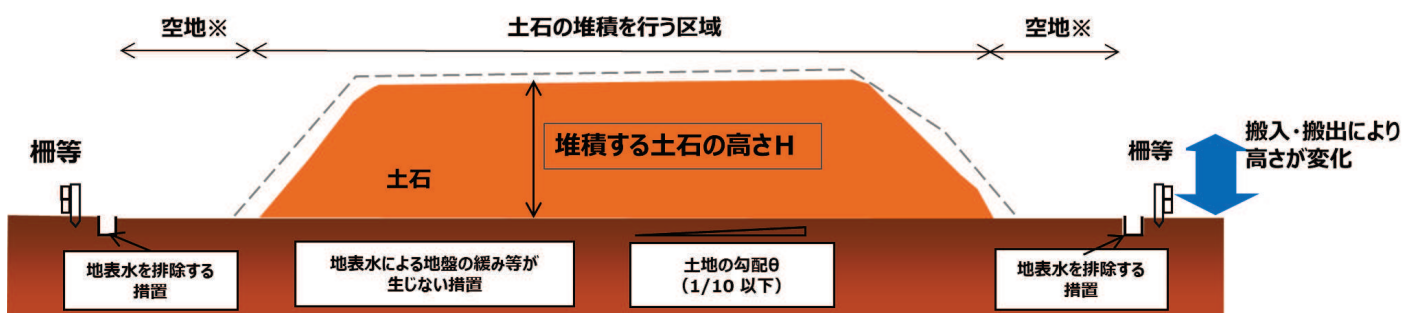 空地※
土石の堆積を行う区域
空地※
堆積する土石の高さH
土石
柵等
柵等
搬入・搬出により
高さが変化
地表水を排除する
措置
地表水による地盤の緩み等が
生じない措置
土地の勾配θ
（1/10 以下）
地表水を排除する
措置